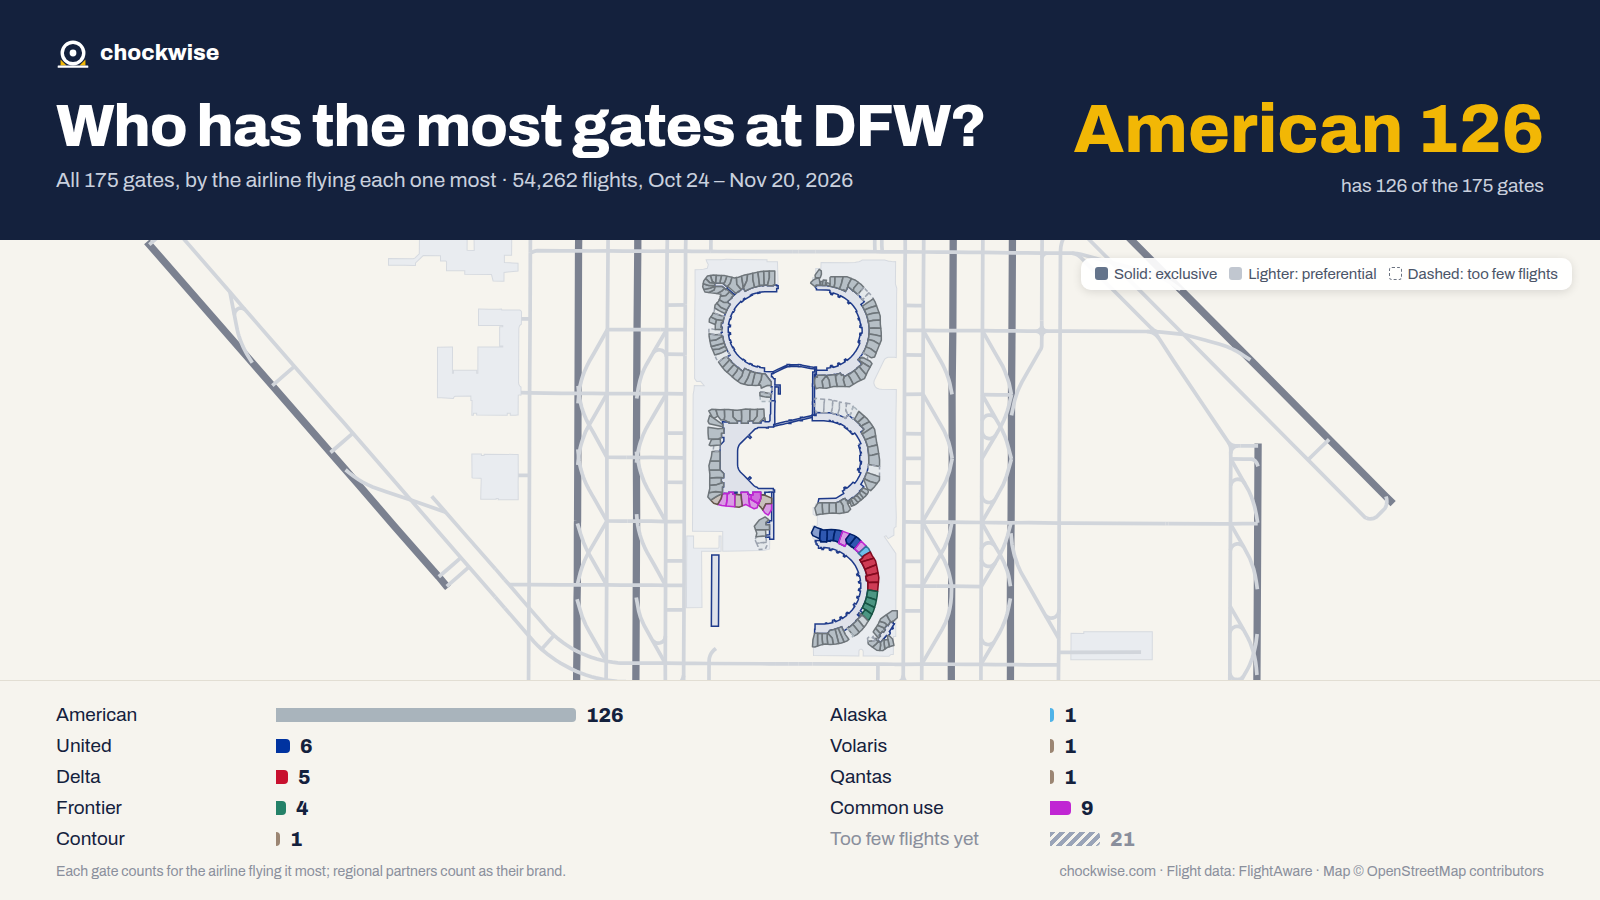 chockwise
Who has the most gates at DFW?
All 175 gates, by the airline flying each one most · 54,262 flights, Oct 24 – Nov 20, 2026
American 126
has 126 of the 175 gates
Solid: exclusive Lighter: preferential Dashed: too few flights
American 126
United 6
Delta 5
Frontier 4
Contour 1
Alaska 1
Volaris 1
Qantas 1
Common use 9
Too few flights yet 21
Each gate counts for the airline flying it most; regional partners count as their brand.
chockwise.com · Flight data: FlightAware · Map © OpenStreetMap contributors